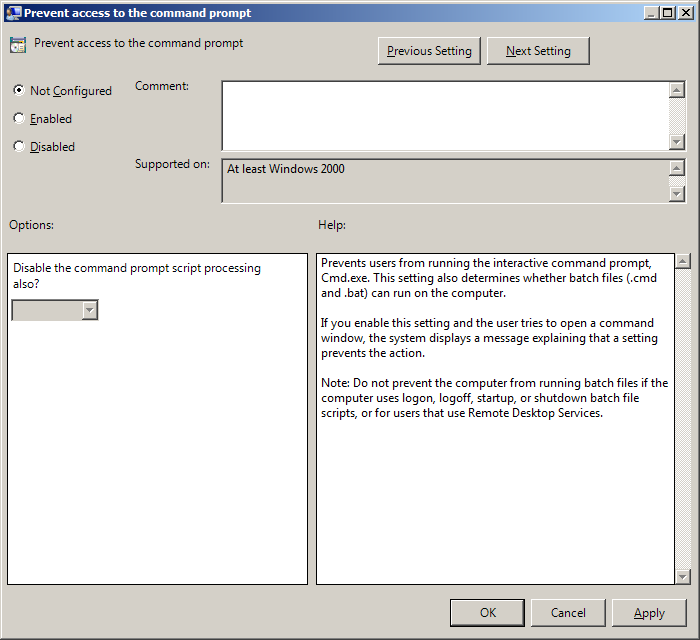 Prevent access to the command prompt
Prevent access to the command prompt
Previous Setting
Next Setting
Not Configured
Comment:
Enabled
Disabled
Supported on:
At least Windows 2000
Options:
Help:
Disable the command prompt script processing
also?
Prevents users from running the interactive command prompt,
Cmd.exe. This setting also determines whether batch files (.cmd
and .bat) can run on the computer.
If you enable this setting and the user tries to open a command
window, the system displays a message explaining that a setting
prevents the action.
Note: Do not prevent the computer from running batch files if the
computer uses logon, logoff, startup, or shutdown batch file
scripts, or for users that use Remote Desktop Services.
OK
Cancel
Apply